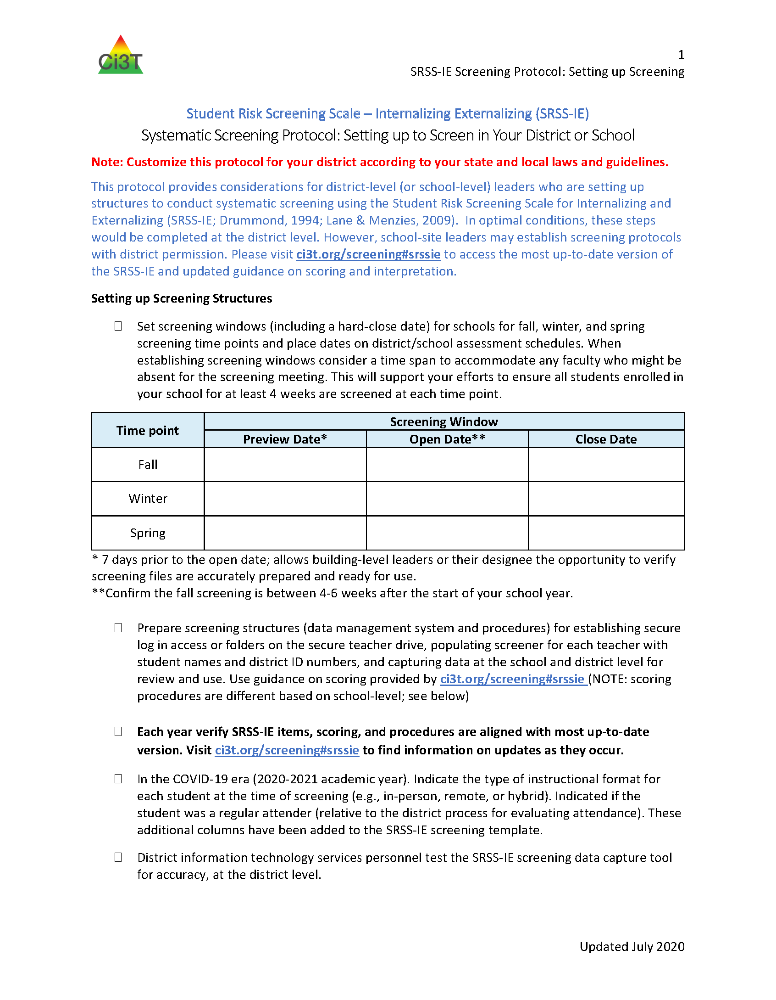 Ci3T
1
SRSS-IE Screening Protocol: Setting up Screening
Student Risk Screening Scale – Internalizing Externalizing (SRSS-IE)
Systematic Screening Protocol: Setting up to Screen in Your District or School
Note: Customize this protocol for your district according to your state and local laws and guidelines.
This protocol provides considerations for district-level (or school-level) leaders who are setting up
structures to conduct systematic screening using the Student Risk Screening Scale for Internalizing and
Externalizing (SRSS-IE; Drummond, 1994; Lane & Menzies, 2009).  In optimal conditions, these steps
would be completed at the district level. However, school-site leaders may establish screening protocols
with district permission. Please visit ci3t.org/screening#srssie to access the most up-to-date version of
the SRSS-IE and updated guidance on scoring and interpretation.
Setting up Screening Structures
Set screening windows (including a hard-close date) for schools for fall, winter, and spring
screening time points and place dates on district/school assessment schedules. When
establishing screening windows consider a time span to accommodate any faculty who might be
absent for the screening meeting. This will support your efforts to ensure all students enrolled in
your school for at least 4 weeks are screened at each time point.
Time point
Screening Window
Preview Date* Open Date** Close Date
Fall
Winter
Spring
* 7 days prior to the open date; allows building-level leaders or their designee the opportunity to verify
screening files are accurately prepared and ready for use.
**Confirm the fall screening is between 4-6 weeks after the start of your school year.
Prepare screening structures (data management system and procedures) for establishing secure
log in access or folders on the secure teacher drive, populating screener for each teacher with
student names and district ID numbers, and capturing data at the school and district level for
review and use. Use guidance on scoring provided by ci3t.org/screening#srssie (NOTE: scoring
procedures are different based on school-level; see below)
Each year verify SRSS-IE items, scoring, and procedures are aligned with most up-to-date
version. Visit ci3t.org/screening#srssie to find information on updates as they occur.
In the COVID-19 era (2020-2021 academic year). Indicate the type of instructional format for
each student at the time of screening (e.g., in-person, remote, or hybrid). Indicated if the
student was a regular attender (relative to the district process for evaluating attendance). These
additional columns have been added to the SRSS-IE screening template.
District information technology services personnel test the SRSS-IE screening data capture tool
for accuracy, at the district level.
Updated July 2020